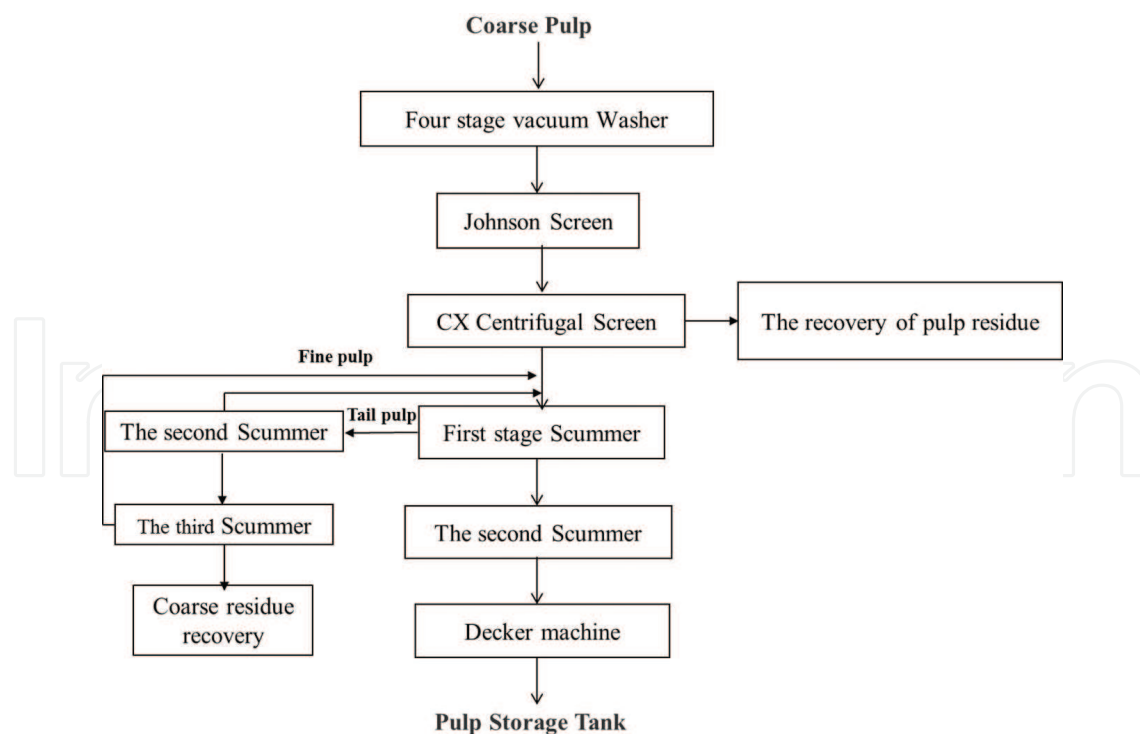 Coarse Pulp
Four stage vacuum Washer
Johnson Screen
CX Centrifugal Screen
The recovery of pulp residue
Fine pulp
Tail pulp
The second Scummer
First stage Scummer
The third Scummer
The second Scummer
Coarse residue
recovery
Decker machine
Pulp Storage Tank